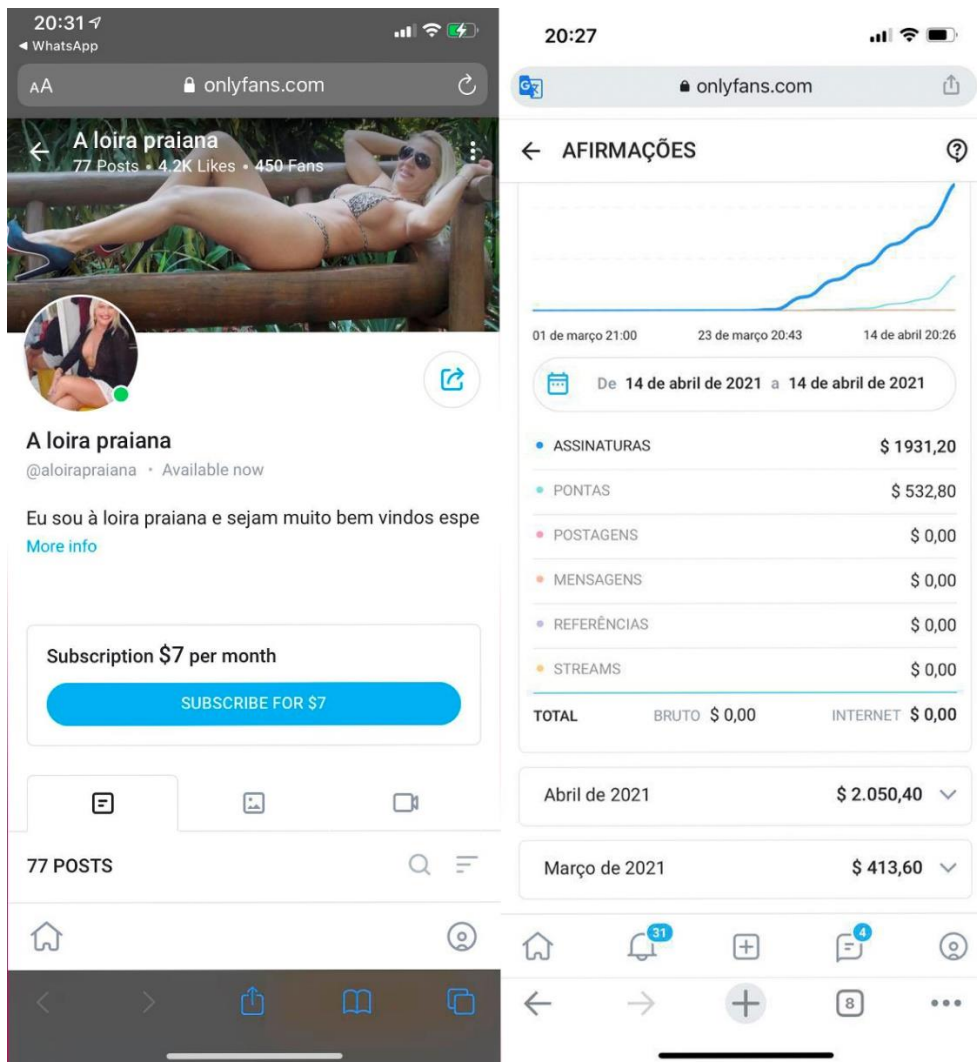 20:31
◀ WhatsApp
AA onlyfans.com
A loira praiana
77 Posts • 4.2K Likes • 450 Fans
A loira praiana
@aloirapraiana • Available now
Eu sou à loira praiana e sejam muito bem vindos espe
More info
Subscription $7 per month
SUBSCRIBE FOR $7
77 POSTS
20:27
onlyfans.com
AFIRMAÇÕES
01 de março 21:00 23 de março 20:43 14 de abril 20:26
De 14 de abril de 2021 a 14 de abril de 2021
ASSINATURAS $ 1931,20
PONTAS $ 532,80
POSTAGENS $ 0,00
MENSAGENS $ 0,00
REFERÊNCIAS $ 0,00
STREAMS $ 0,00
TOTAL BRUTO $ 0,00 INTERNET $ 0,00
Abril de 2021 $ 2.050,40
Março de 2021 $ 413,60
31 4
8